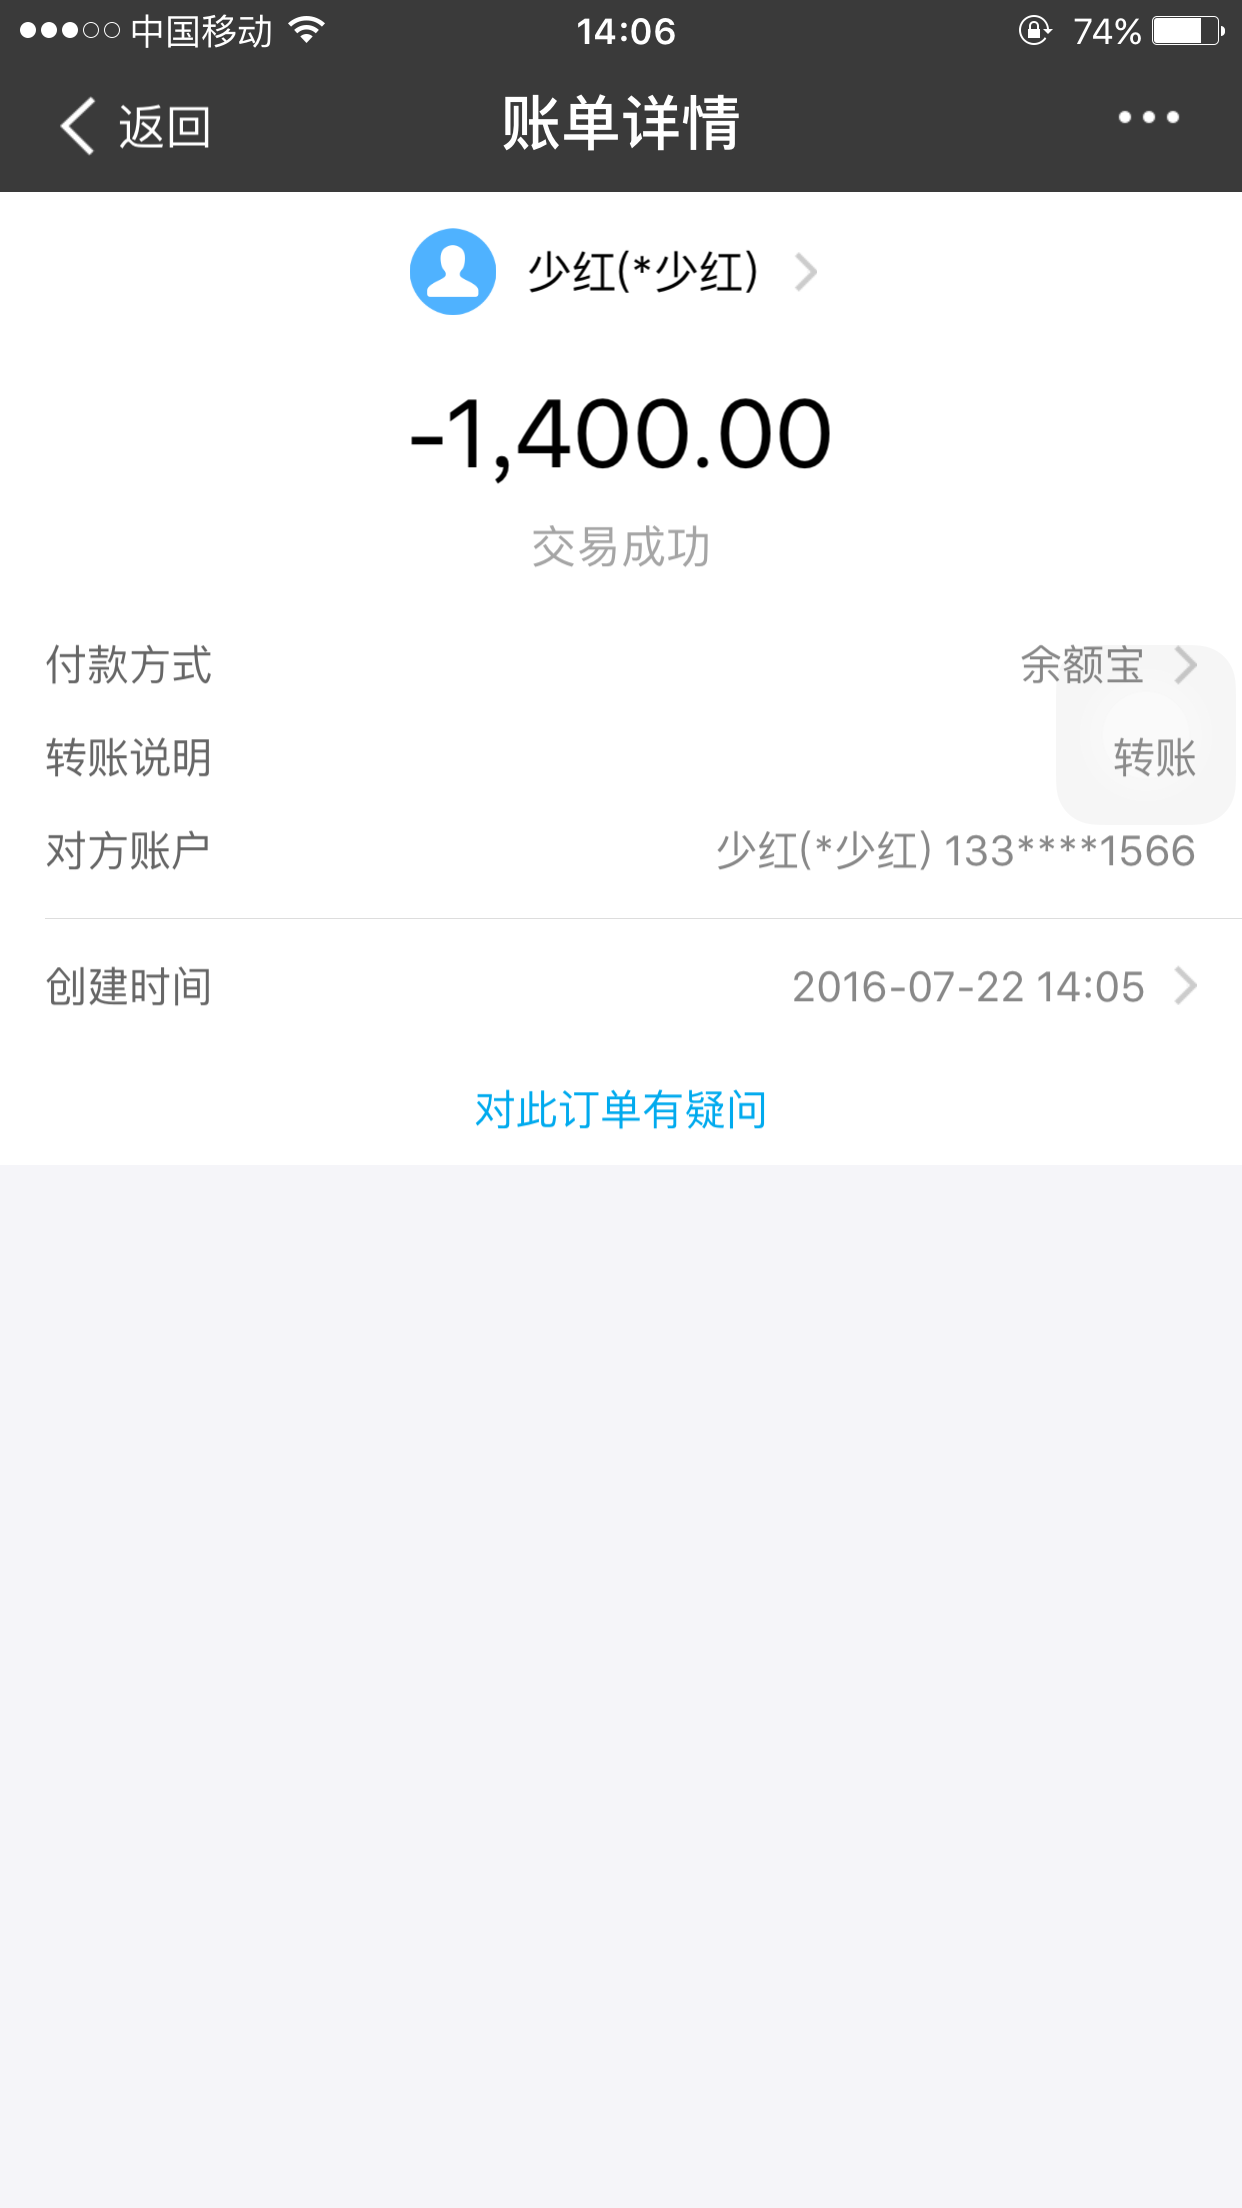 中国移动 14:06 74%
返回 账单详情
少红(*少红)
-1,400.00
交易成功
付款方式 余额宝
转账说明 转账
对方账户 少红(*少红) 133****1566
创建时间 2016-07-22 14:05
对此订单有疑问